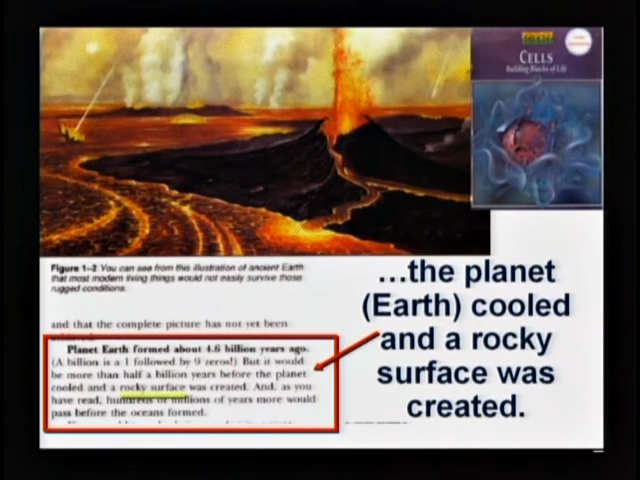 CELLS
Building Blocks of Life
Figure 1–2 You can see from this illustration of ancient Earth
that most modern living things would not easily survive those
rugged conditions.
and that the complete picture has not yet been
Planet Earth formed about 4.6 billion years ago.
(A billion is a 1 followed by 9 zeros!) But it would
be more than half a billion years before the planet
cooled and a rocky surface was created. And, as you
have read, hundreds of millions of years more would
pass before the oceans formed.
...the planet
(Earth) cooled
and a rocky
surface was
created.